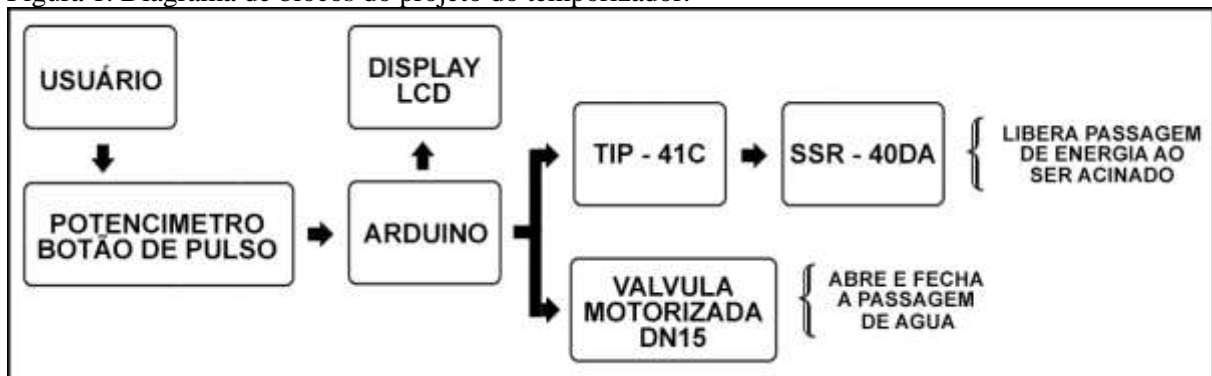 Figura 1. Diagrama de blocos do projeto do temporizador.
USUÁRIO
DISPLAY
LCD
TIP - 41C
SSR - 40DA
LIBERA PASSAGEM
DE ENERGIA AO
SER ACINADO
POTENCIMETRO
BOTÃO DE PULSO
ARDUINO
VALVULA
MOTORIZADA
DN15
ABRE E FECHA
A PASSAGEM
DE AGUA